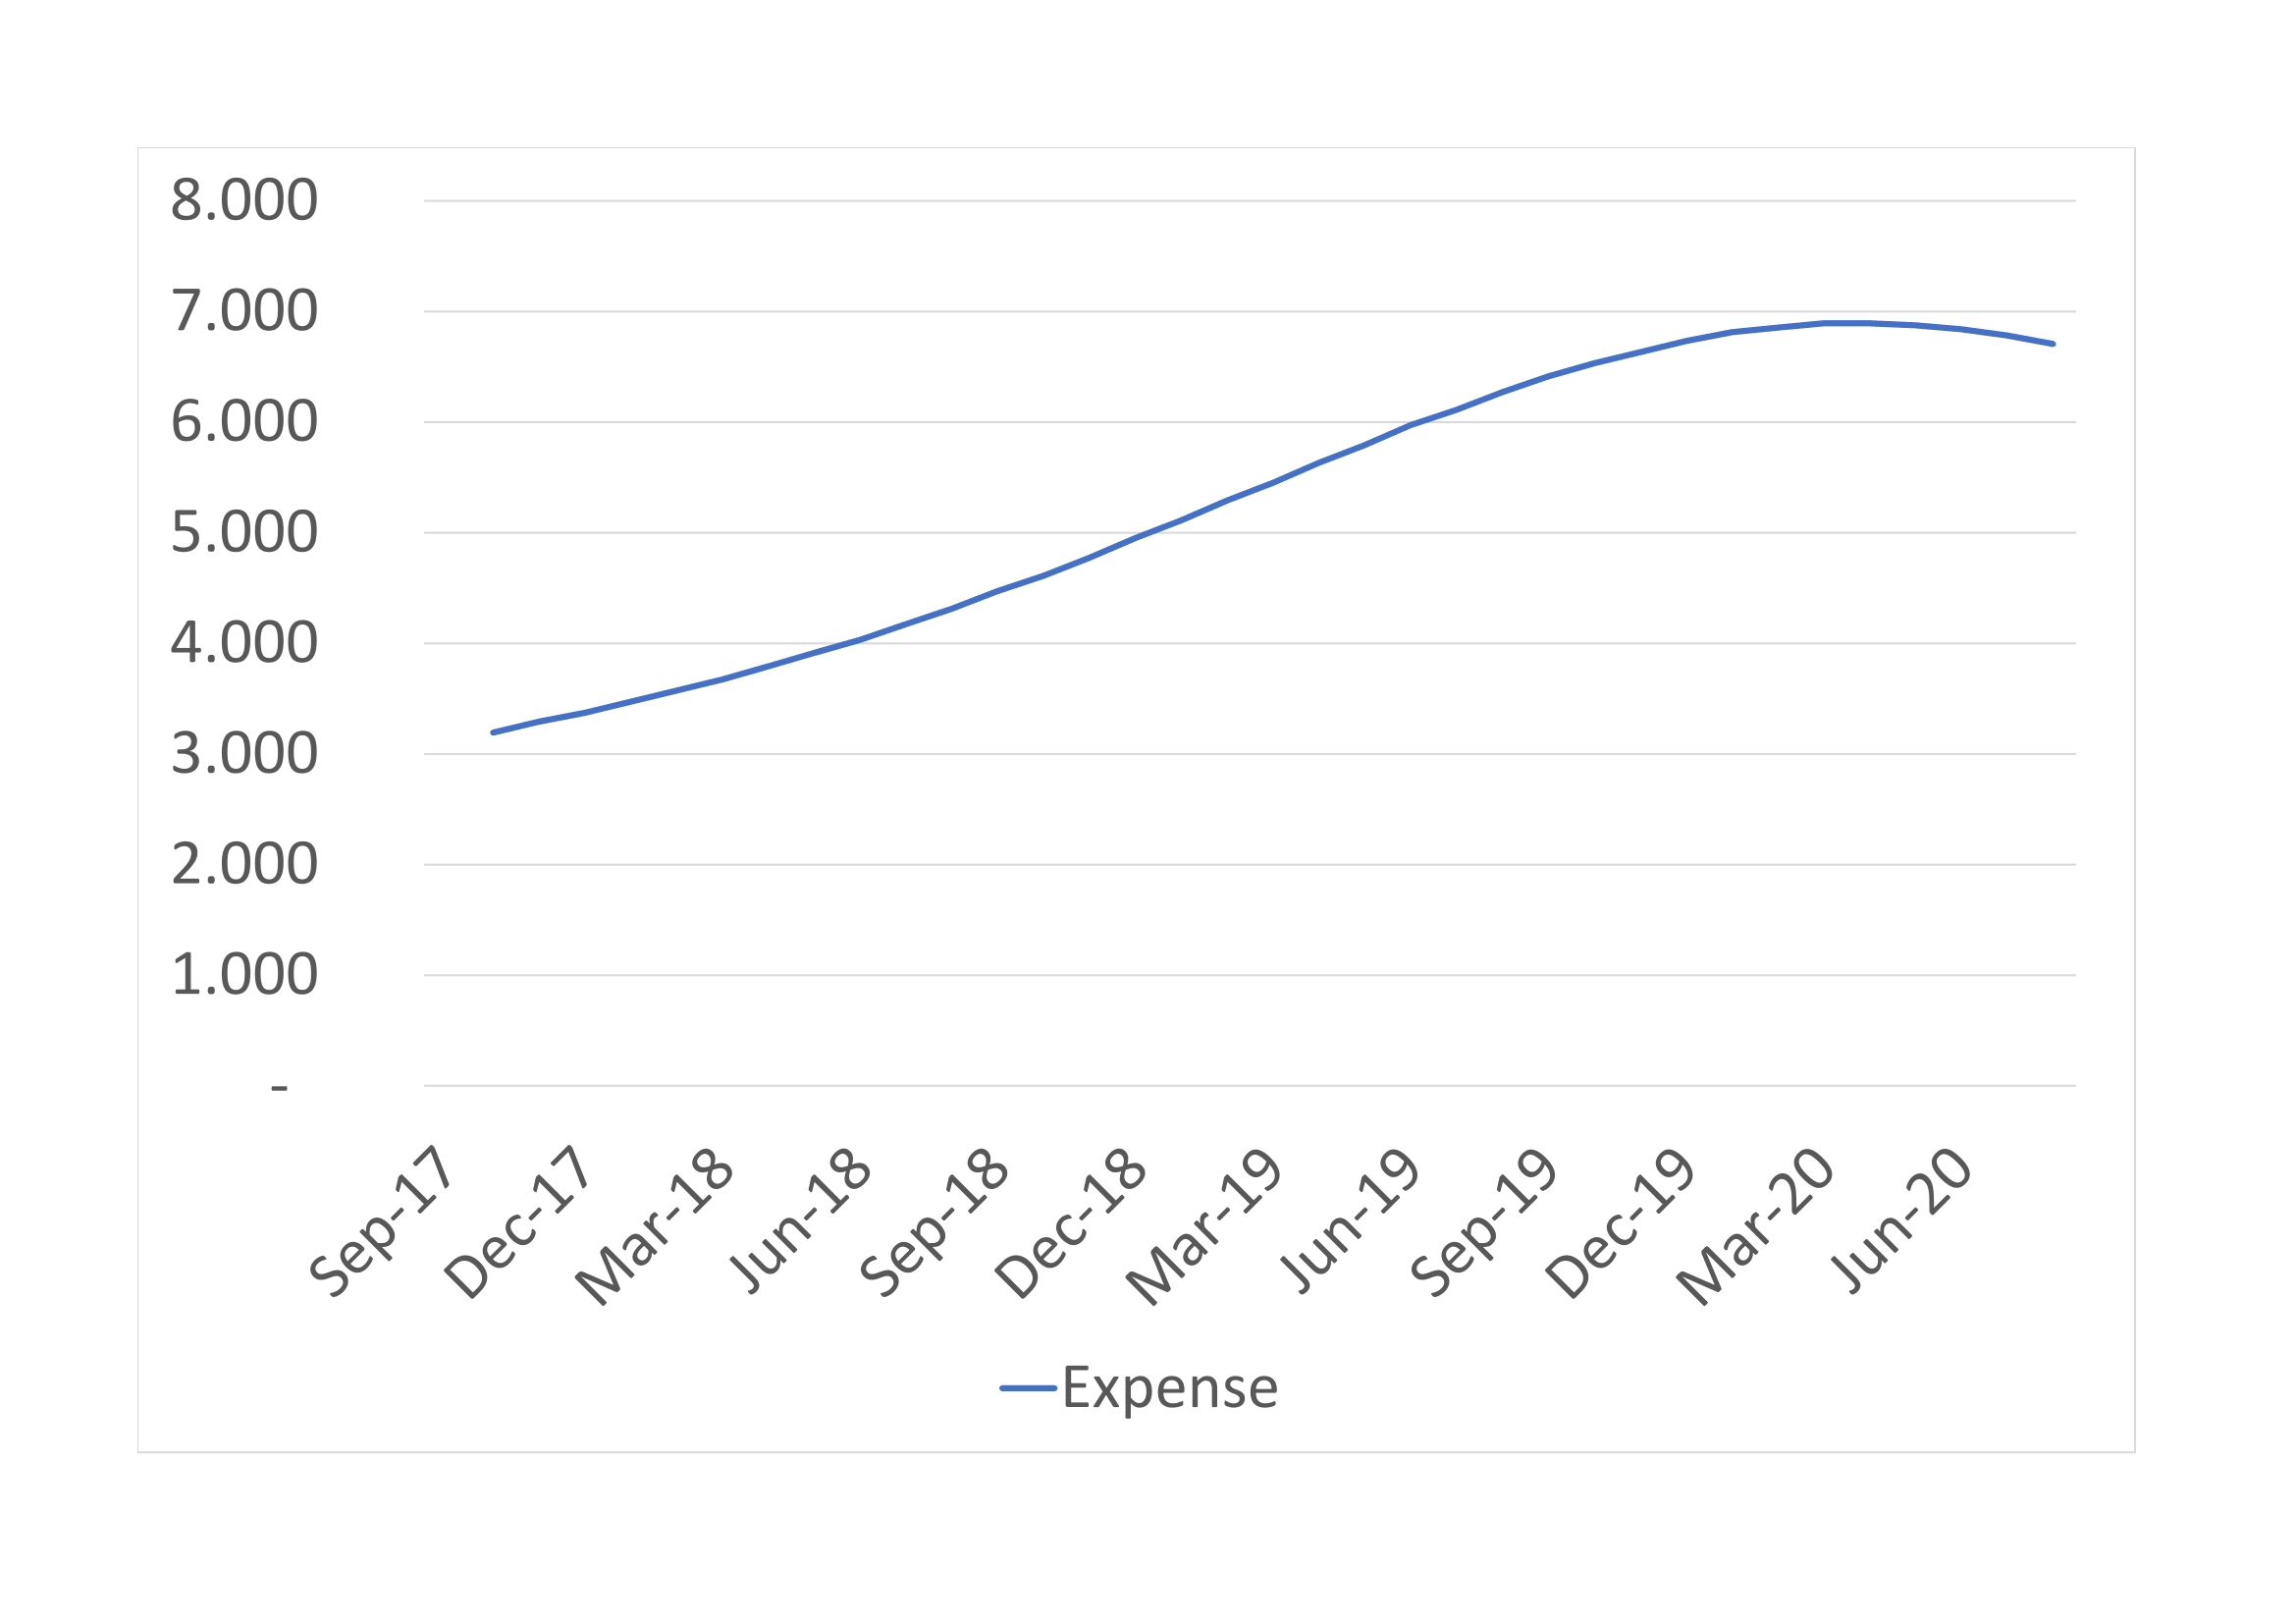 8.000
7.000
6.000
5.000
4.000
3.000
2.000
1.000
-
Sep-17
Dec-17
Mar-18
Jun-18
Sep-18
Dec-18
Mar-19
Jun-19
Sep-19
Dec-19
Mar-20
Jun-20
Expense